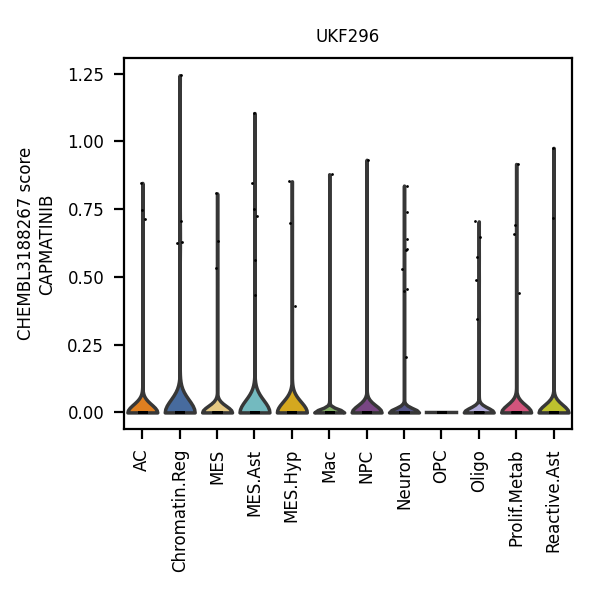 UKF296
CHEMBL3188267 score
CAPMATINIB
1.25
1.00
0.75
0.50
0.25
0.00
AC
Chromatin.Reg
MES
MES.Ast
MES.Hyp
Mac
NPC
Neuron
OPC
Oligo
Prolif.Metab
Reactive.Ast